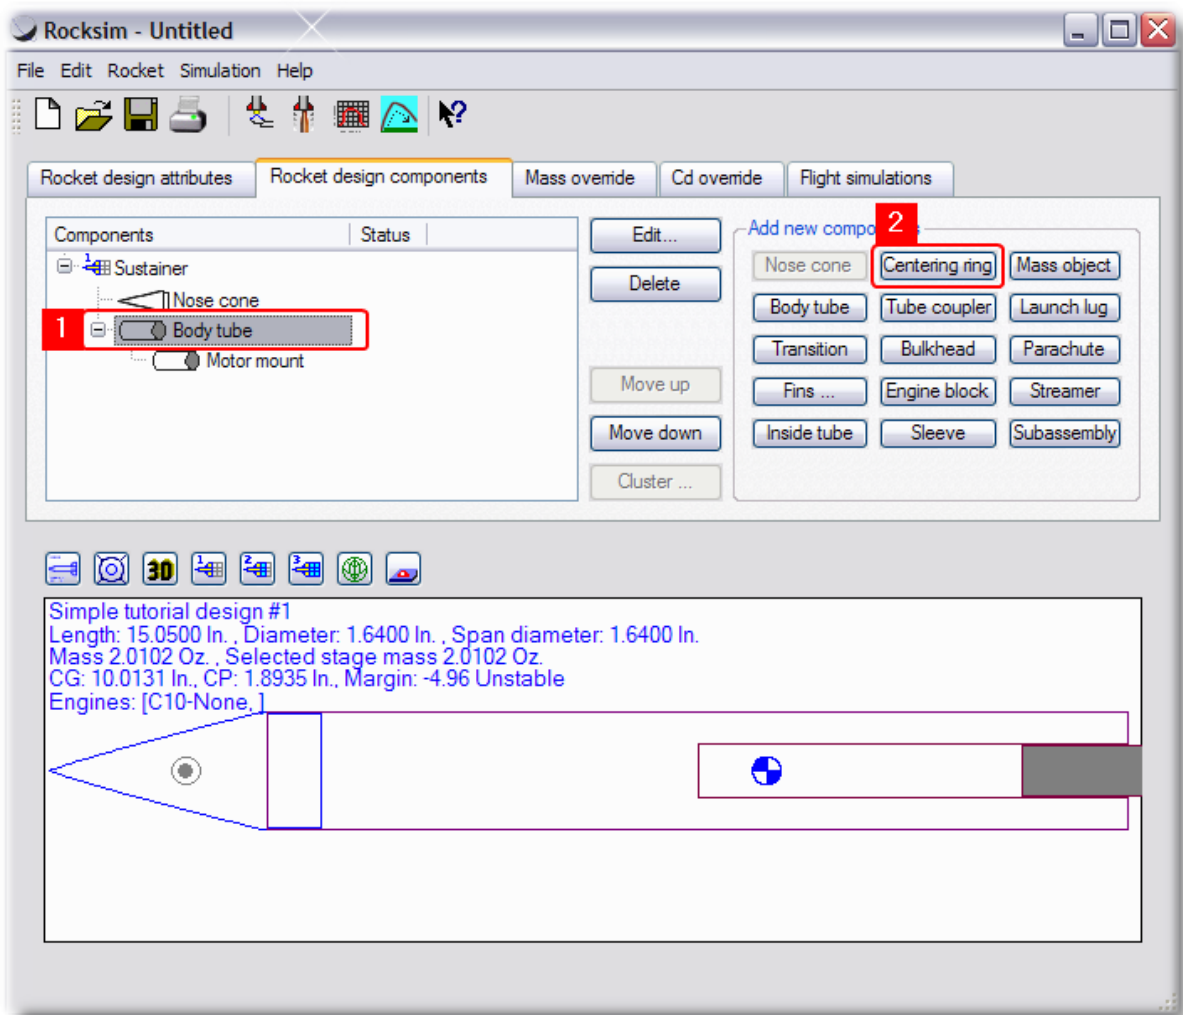 Rocksim - Untitled
File Edit Rocket Simulation Help
Rocket design attributes Rocket design components Mass override Cd override Flight simulations
Components Status
Edit...
Add new compo 2 s
1 Sustainer
Nose cone Centering ring Mass object
Delete
Nose cone
Body tube Tube coupler Launch lug
1 Body tube
Transition Bulkhead Parachute
Motor mount
Move up
Fins ... Engine block Streamer
Move down
Inside tube Sleeve Subassembly
Cluster ...
3D 1 2 3
Simple tutorial design #1
Length: 15.0500 In. , Diameter: 1.6400 In. , Span diameter: 1.6400 In.
Mass 2.0102 Oz. , Selected stage mass 2.0102 Oz.
CG: 10.0131 In., CP: 1.8935 In., Margin: -4.96 Unstable
Engines: [C10-None, ]